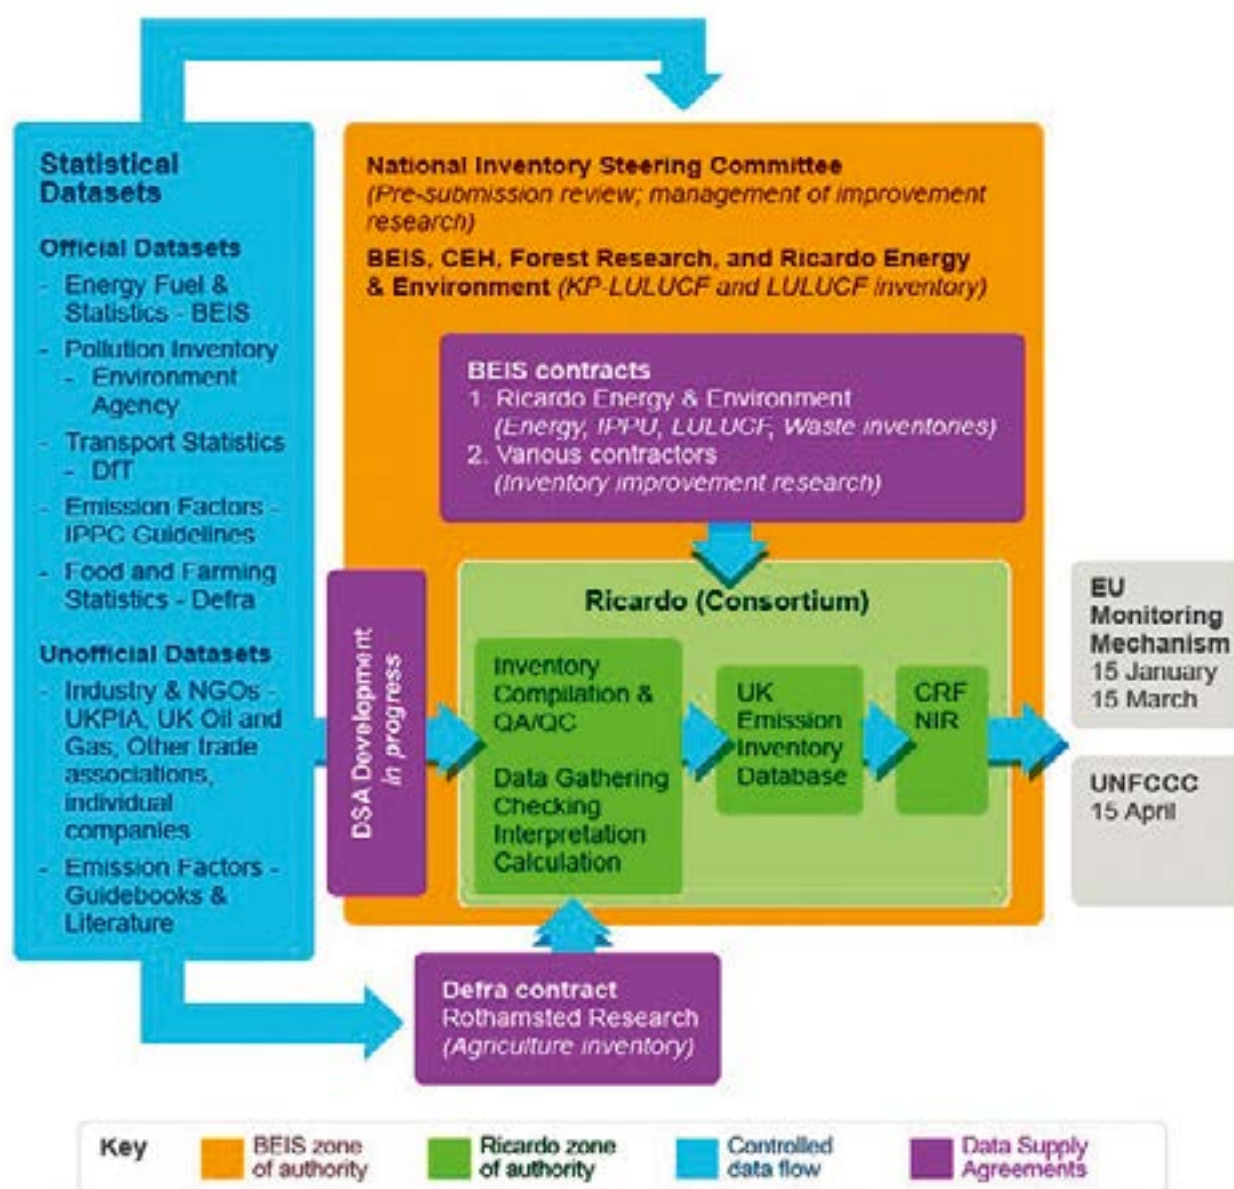 Statistical
Datasets
Official Datasets
- Energy Fuel &
Statistics - BEIS
- Pollution Inventory
- Environment
Agency
- Transport Statistics
- DfT
- Emission Factors -
IPPC Guidelines
- Food and Farming
Statistics - Defra
Unofficial Datasets
- Industry & NGOs -
UKPIA, UK Oil and
Gas, Other trade
associations,
individual
companies
- Emission Factors -
Guidebooks &
Literature
National Inventory Steering Committee
(Pre-submission review; management of improvement
research)
BEIS, CEH, Forest Research, and Ricardo Energy
& Environment (KP-LULUCF and LULUCF inventory)
BEIS contracts
1. Ricardo Energy & Environment
(Energy, IPPU, LULUCF, Waste inventories)
2. Various contractors
(Inventory improvement research)
DSA Development
in progress
Ricardo (Consortium)
Inventory
Compilation &
QA/QC
Data Gathering
Checking
Interpretation
Calculation
UK
Emission
Inventory
Database
CRF
NIR
EU
Monitoring
Mechanism
15 January
15 March
UNFCCC
15 April
Defra contract
Rothamsted Research
(Agriculture inventory)
Key
BEIS zone
of authority
Ricardo zone
of authority
Controlled
data flow
Data Supply
Agreements